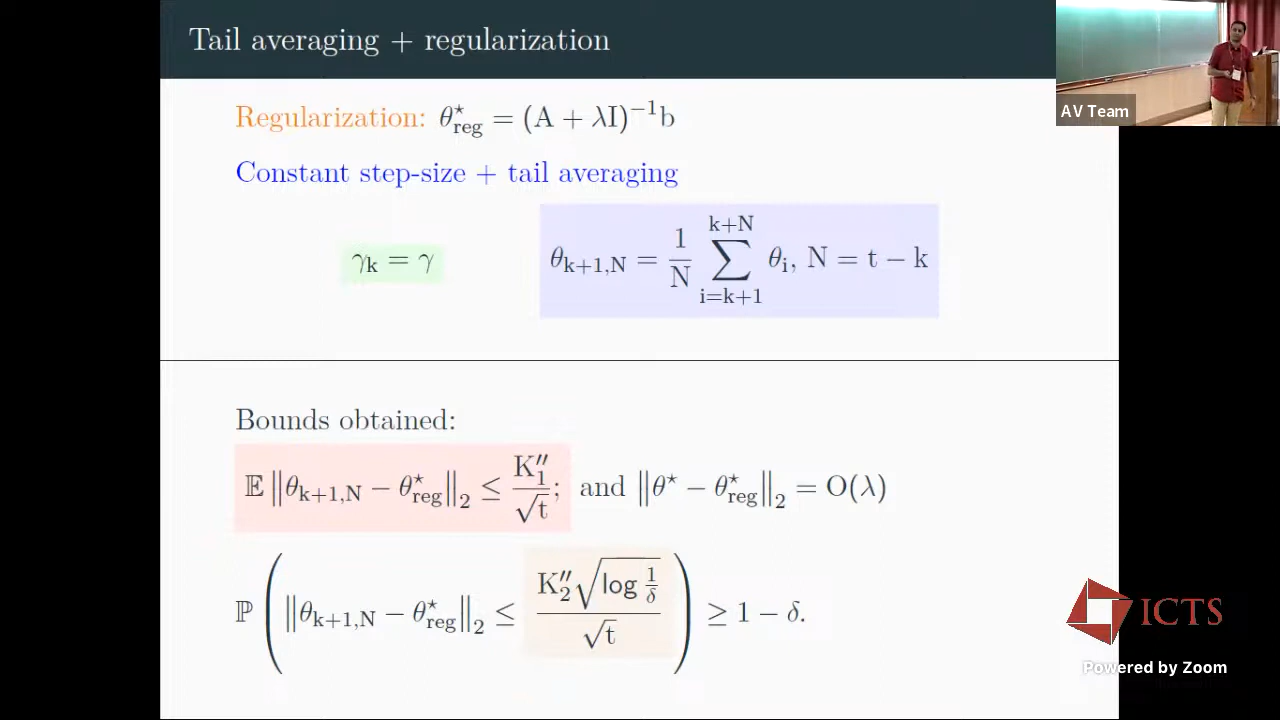 Tail averaging + regularization
AV Team
Regularization: θ⋆reg = (A + λI)⁻¹b
Constant step-size + tail averaging
γk = γ
θk+1,N = 1/N ∑_{i=k+1}^{k+N} θi, N = t − k
Bounds obtained:
𝔼 ‖θk+1,N − θ⋆reg‖₂ ≤ K₁″/√t; and ‖θ⋆ − θ⋆reg‖₂ = O(λ)
ℙ ( ‖θk+1,N − θ⋆reg‖₂ ≤ K₂″√(log 1/δ)/√t ) ≥ 1 − δ.
ICTS
Powered by Zoom